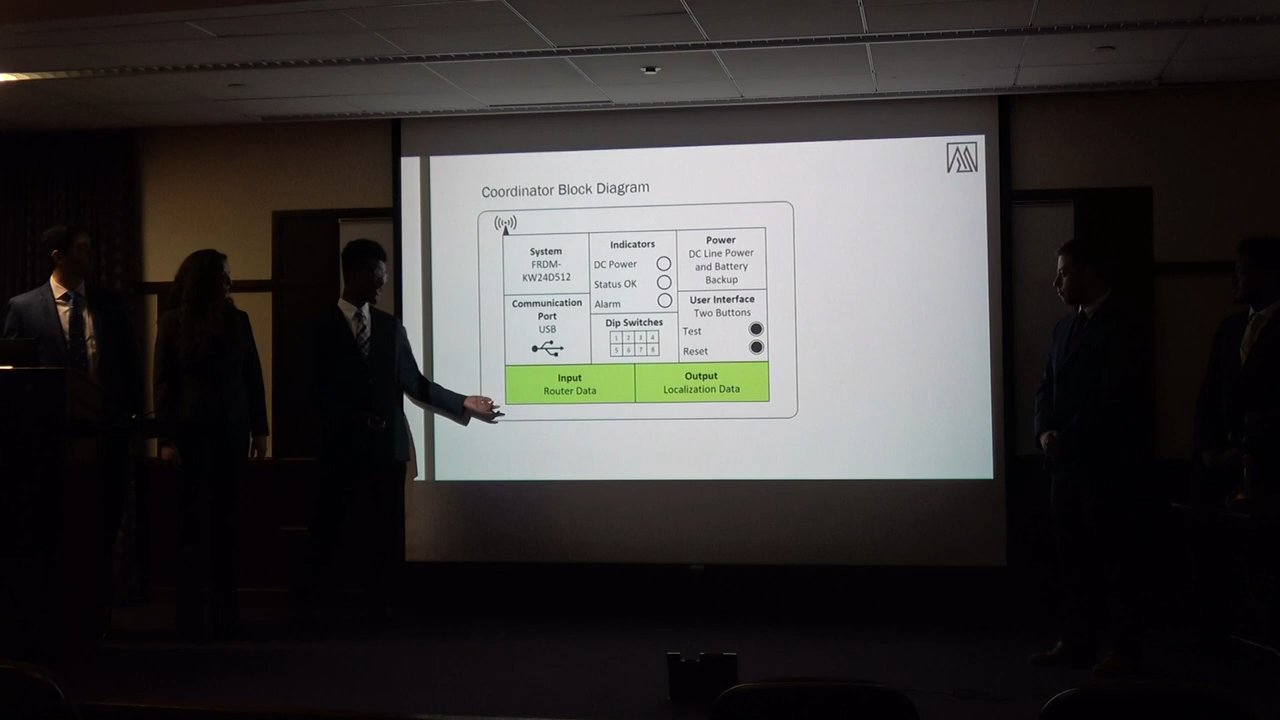 Coordinator Block Diagram
System
FRDM-
KW24D512
Communication
Port
USB
Indicators
DC Power
Status OK
Alarm
Dip Switches
1 2 3 4
5 6 7 8
Power
DC Line Power
and Battery
Backup
User Interface
Two Buttons
Test
Reset
Input
Router Data
Output
Localization Data